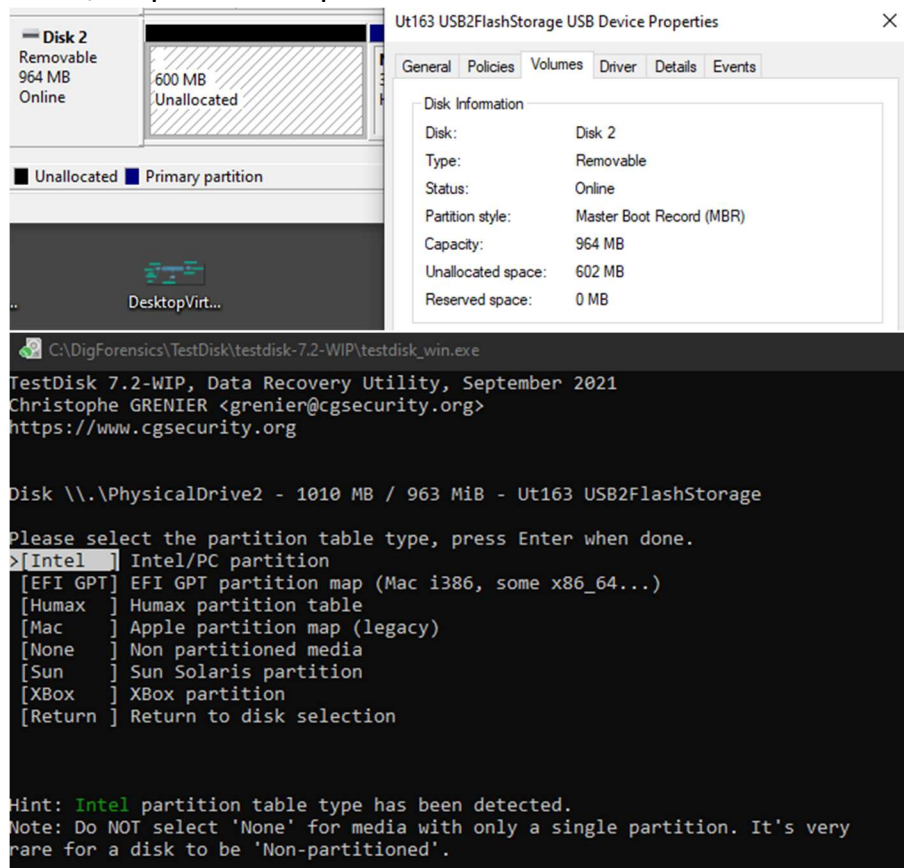 Disk 2
Removable
964 MB
Online
600 MB
Unallocated
Unallocated Primary partition
DesktopVirt...
Ut163 USB2FlashStorage USB Device Properties
General Policies Volumes Driver Details Events
Disk Information
Disk: Disk 2
Type: Removable
Status: Online
Partition style: Master Boot Record (MBR)
Capacity: 964 MB
Unallocated space: 602 MB
Reserved space: 0 MB
C:\DigForensics\TestDisk\testdisk-7.2-WIP\testdisk_win.exe
TestDisk 7.2-WIP, Data Recovery Utility, September 2021
Christophe GRENIER <grenier@cgsecurity.org>
https://www.cgsecurity.org
Disk \\.\PhysicalDrive2 - 1010 MB / 963 MiB - Ut163 USB2FlashStorage
Please select the partition table type, press Enter when done.
>[Intel  ] Intel/PC partition
[EFI GPT] EFI GPT partition map (Mac i386, some x86_64...)
[Humax  ] Humax partition table
[Mac    ] Apple partition map (legacy)
[None   ] Non partitioned media
[Sun    ] Sun Solaris partition
[XBox   ] XBox partition
[Return ] Return to disk selection
Hint: Intel partition table type has been detected.
Note: Do NOT select 'None' for media with only a single partition. It's very
rare for a disk to be 'Non-partitioned'.